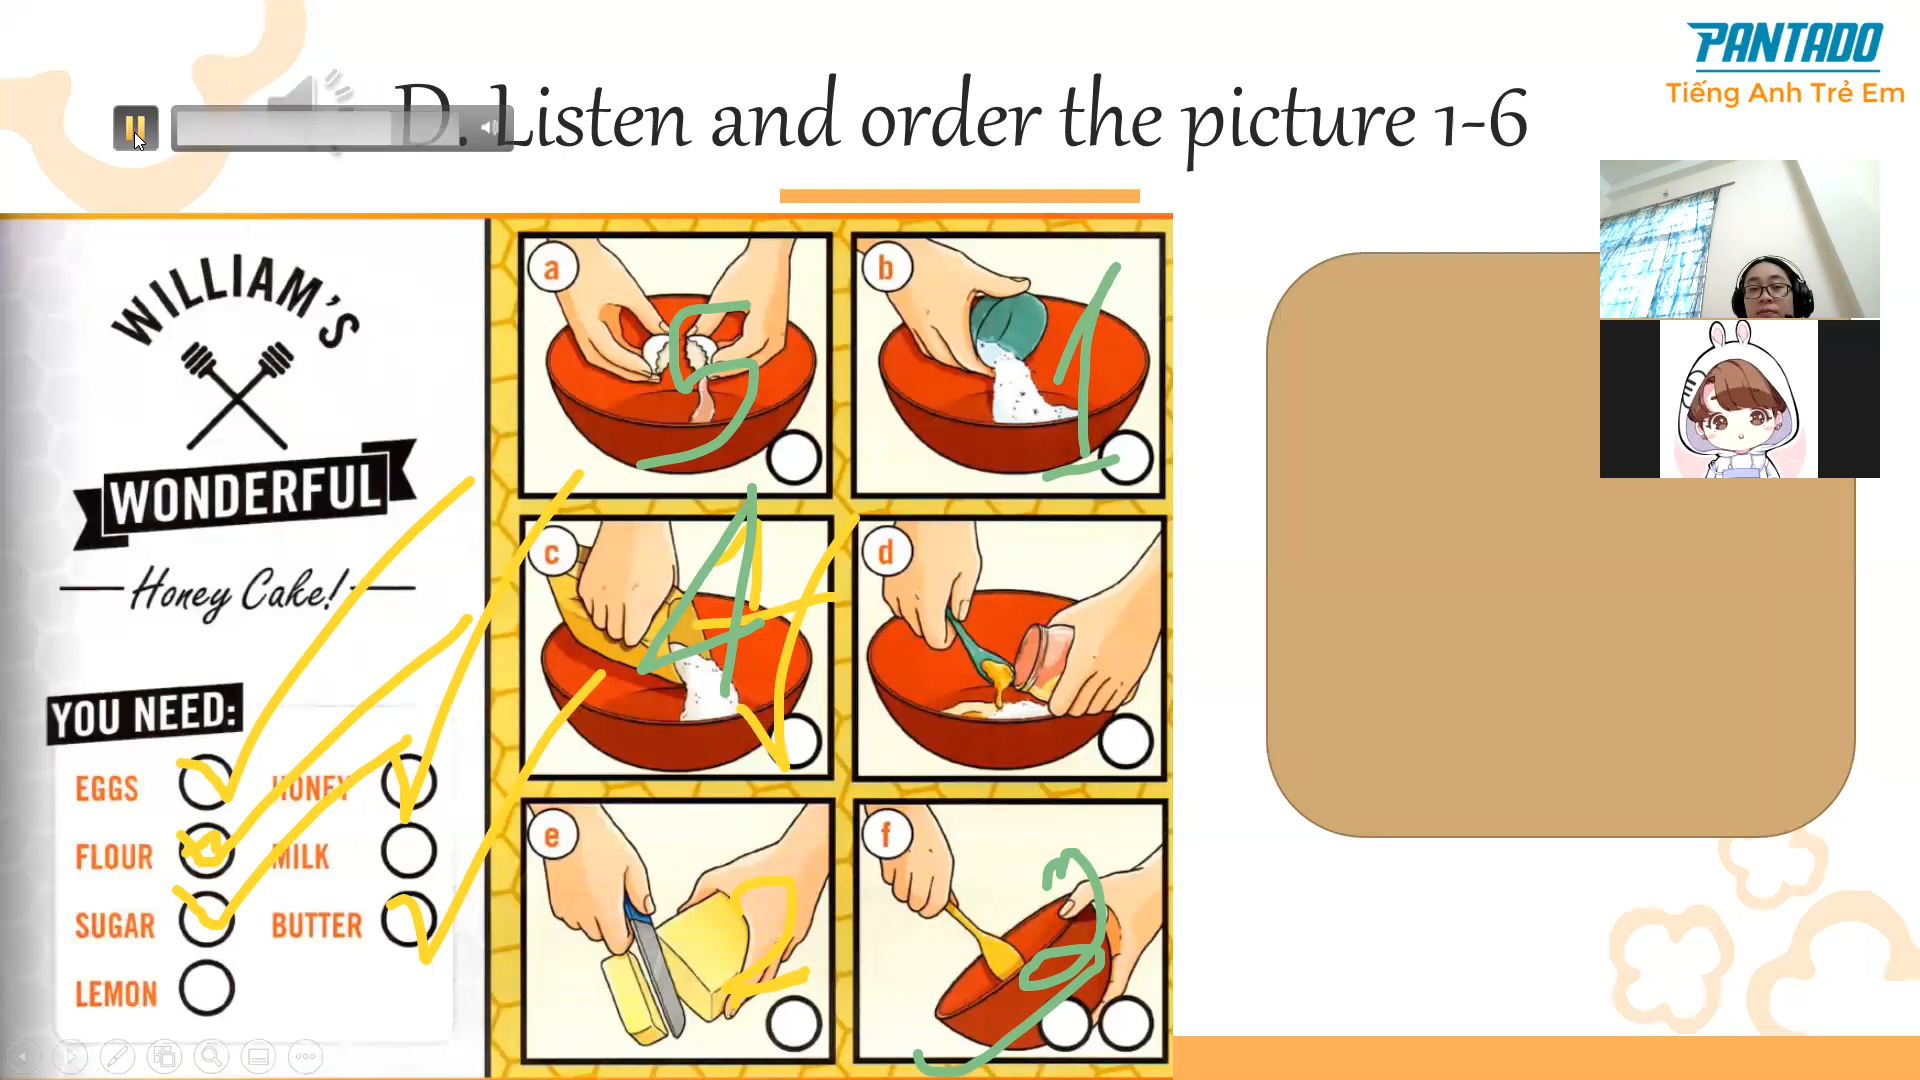 PANTADO
Tiếng Anh Trẻ Em
D. Listen and order the picture 1-6
WILLIAM'S
WONDERFUL
Honey Cake!
YOU NEED:
EGGS
HONEY
FLOUR
MILK
SUGAR
BUTTER
LEMON
a
5
b
1
c
4
d
e
2
f
3